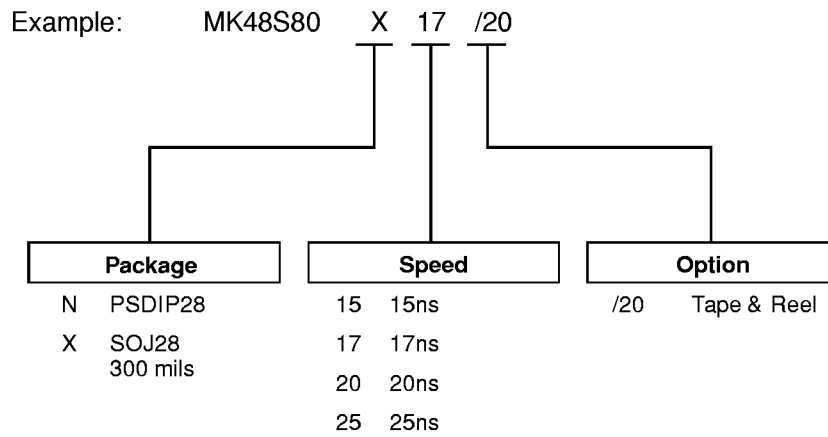 Example: MK48S80 X 17 /20
Package Speed Option
N PSDIP28 15 15ns /20 Tape & Reel
X SOJ28 17 17ns
300 mils
20 20ns
25 25ns